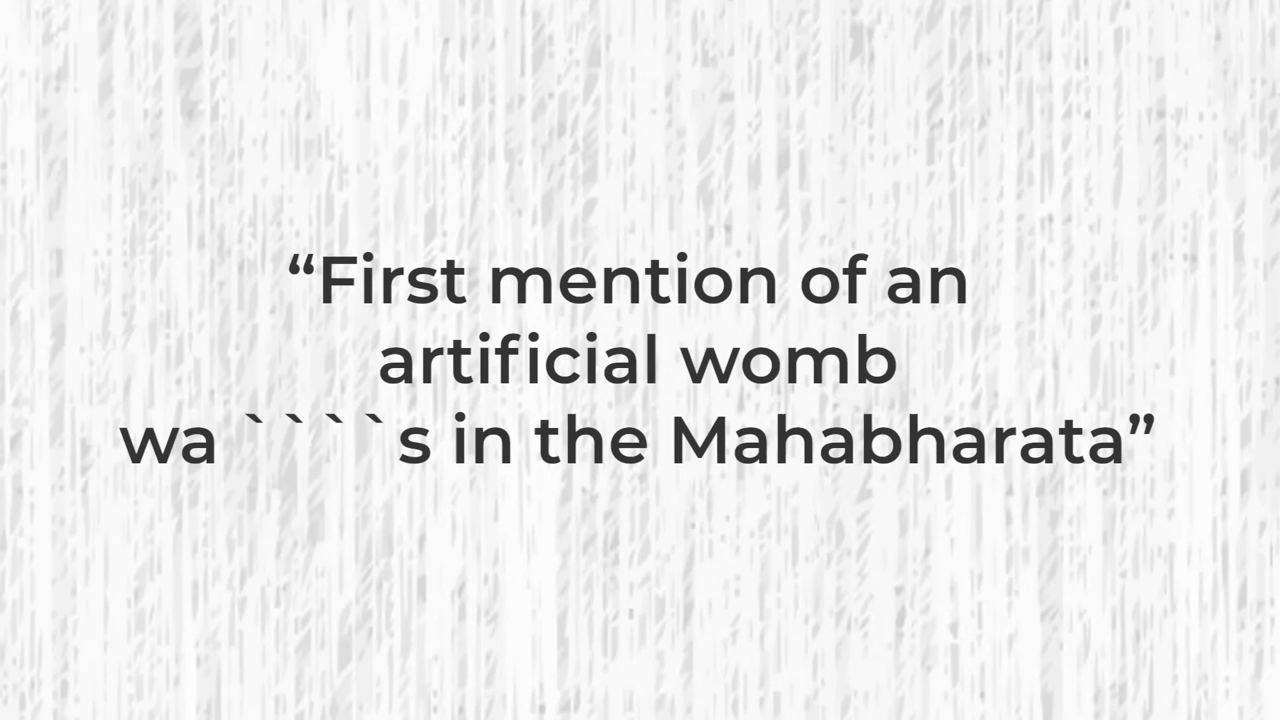 “First mention of an
artificial womb
wa ````s in the Mahabharata”